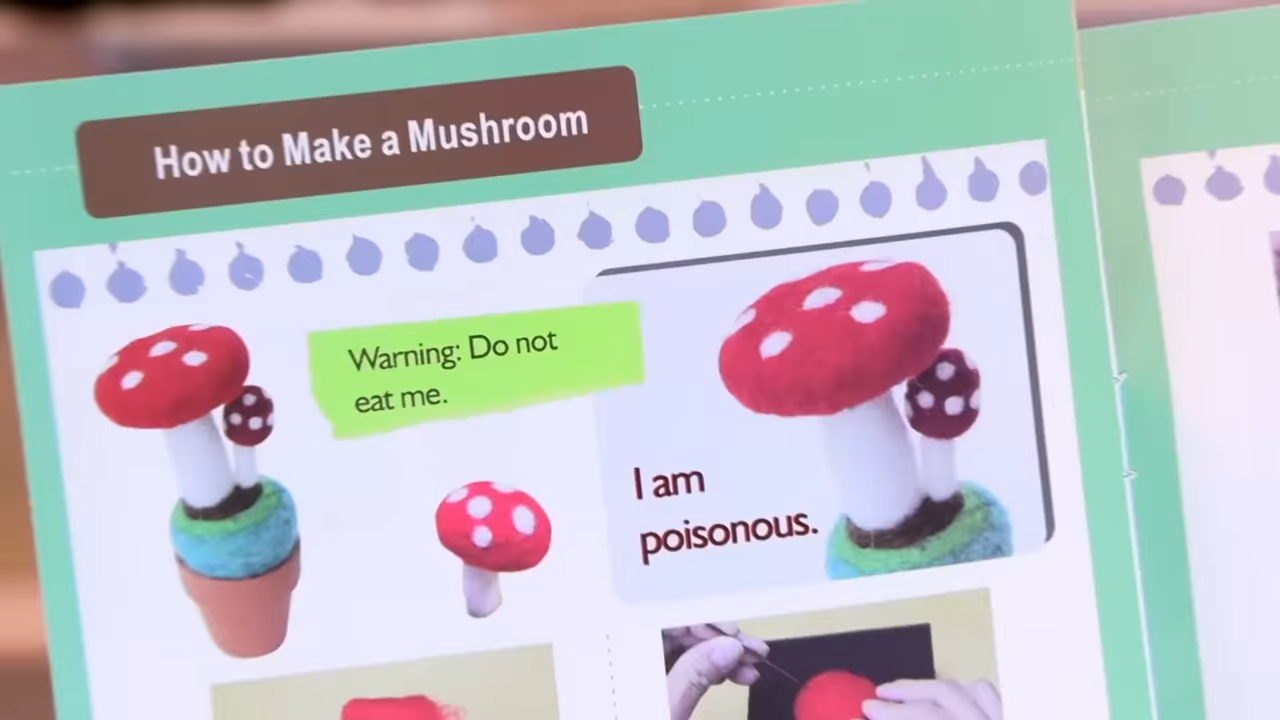 How to Make a Mushroom
Warning: Do not
eat me.
I am
poisonous.